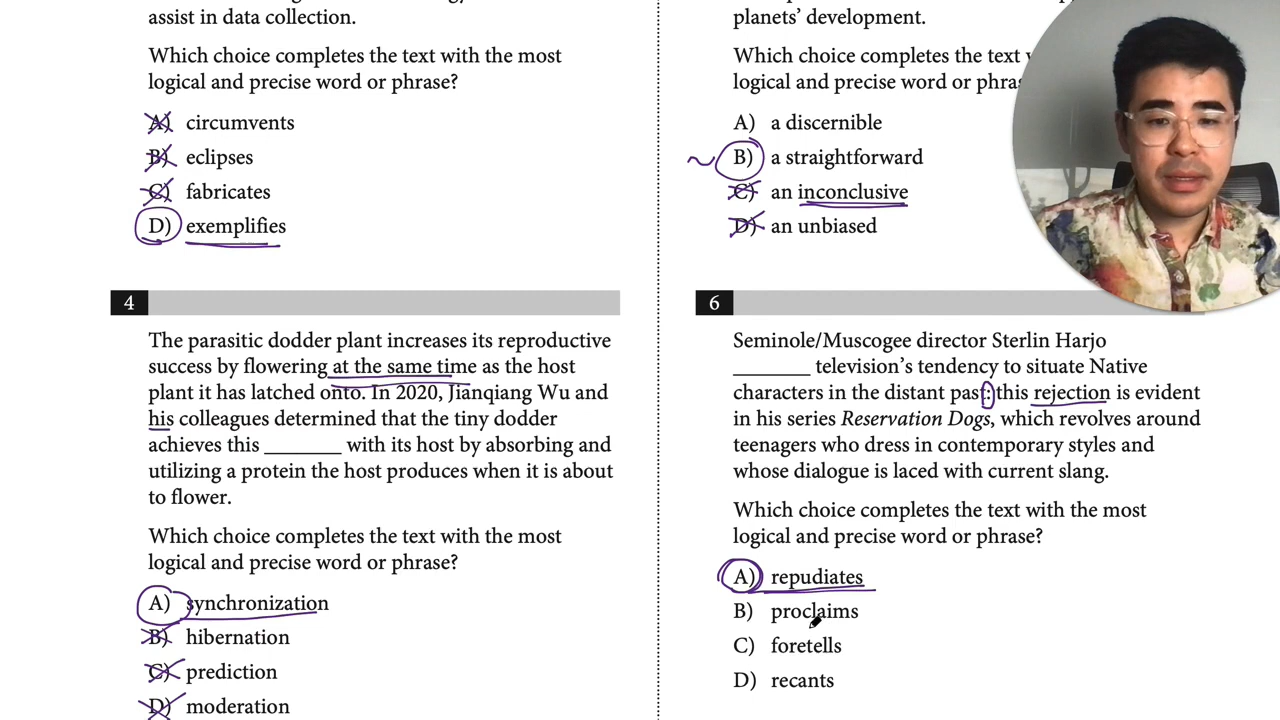 assist in data collection.
Which choice completes the text with the most
logical and precise word or phrase?
A) circumvents
B) eclipses
C) fabricates
D) exemplifies
4
The parasitic dodder plant increases its reproductive
success by flowering at the same time as the host
plant it has latched onto. In 2020, Jianqiang Wu and
his colleagues determined that the tiny dodder
achieves this ________ with its host by absorbing and
utilizing a protein the host produces when it is about
to flower.
Which choice completes the text with the most
logical and precise word or phrase?
A) synchronization
B) hibernation
C) prediction
D) moderation
planets’ development.
Which choice completes the text
logical and precise word or
A) a discernible
B) a straightforward
C) an inconclusive
D) an unbiased
6
Seminole/Muscogee director Sterlin Harjo
________ television’s tendency to situate Native
characters in the distant past: this rejection is evident
in his series Reservation Dogs, which revolves around
teenagers who dress in contemporary styles and
whose dialogue is laced with current slang.
Which choice completes the text with the most
logical and precise word or phrase?
A) repudiates
B) proclaims
C) foretells
D) recants